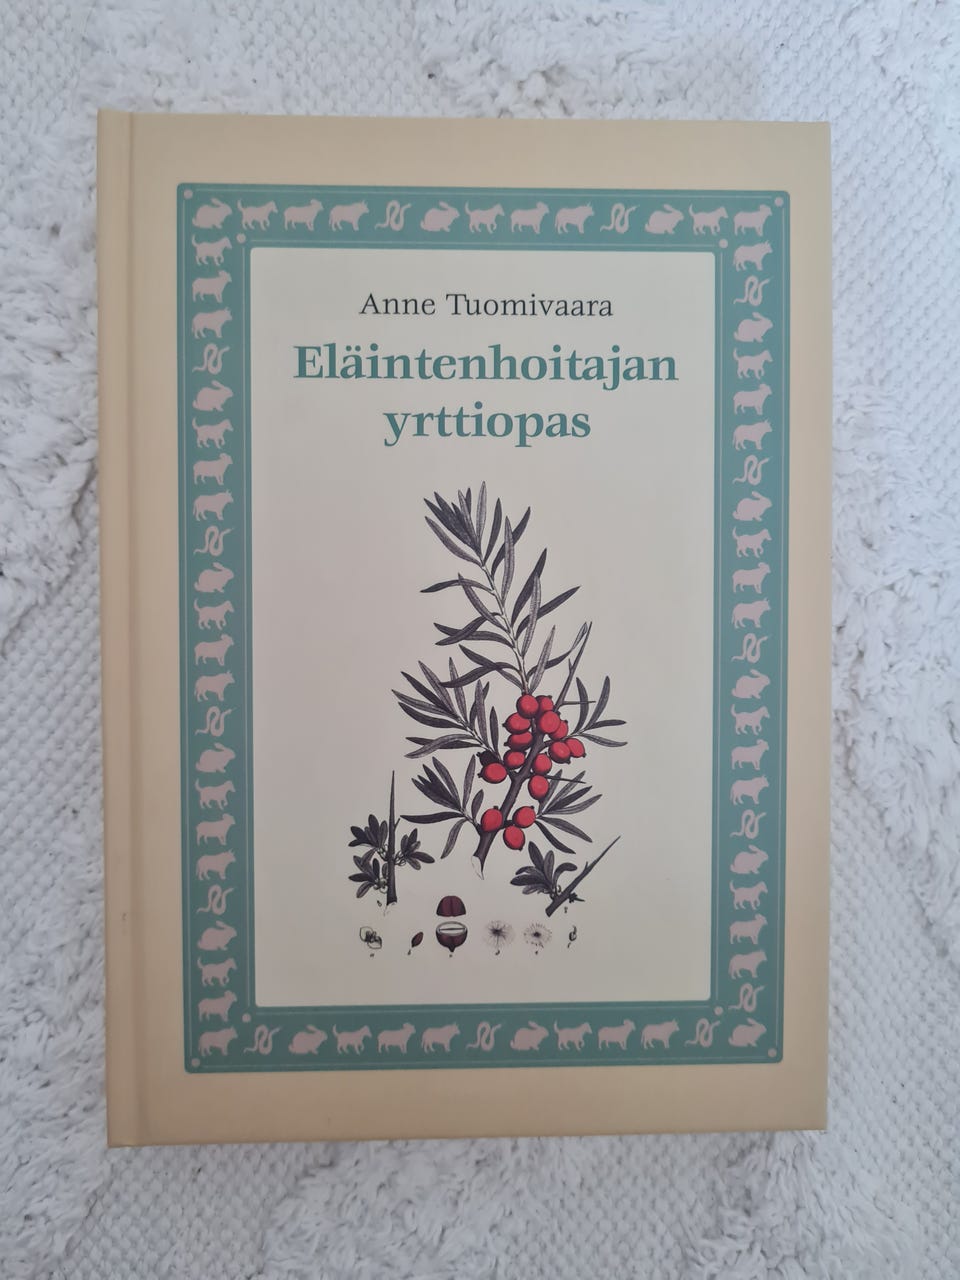 Anne Tuomivaara
Eläintenhoitajan
yrttiopas